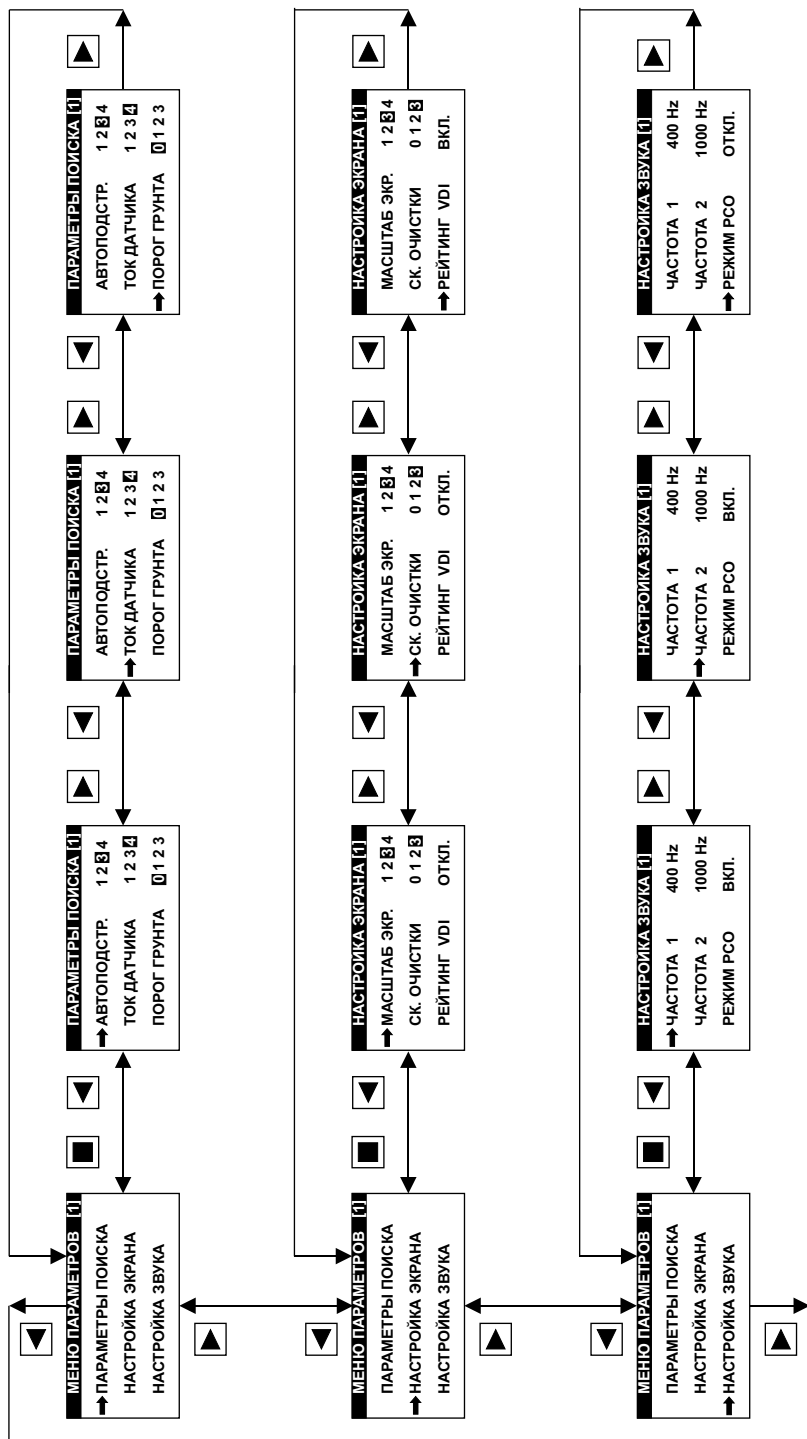 МЕНЮ ПАРАМЕТРОВ [1]
ПАРАМЕТРЫ ПОИСКА
НАСТРОЙКА ЭКРАНА
НАСТРОЙКА ЗВУКА
ПАРАМЕТРЫ ПОИСКА [1]
АВТОПОДСТР. 1 2 3 4
ТОК ДАТЧИКА 1 2 3 4
ПОРОГ ГРУНТА 0 1 2 3
ПАРАМЕТРЫ ПОИСКА [1]
АВТОПОДСТР. 1 2 3 4
ТОК ДАТЧИКА 1 2 3 4
ПОРОГ ГРУНТА 0 1 2 3
ПАРАМЕТРЫ ПОИСКА [1]
АВТОПОДСТР. 1 2 3 4
ТОК ДАТЧИКА 1 2 3 4
ПОРОГ ГРУНТА 0 1 2 3
МЕНЮ ПАРАМЕТРОВ [1]
ПАРАМЕТРЫ ПОИСКА
НАСТРОЙКА ЭКРАНА
НАСТРОЙКА ЗВУКА
НАСТРОЙКА ЭКРАНА [1]
МАСШТАБ ЭКР. 1 2 3 4
СК. ОЧИСТКИ 0 1 2 3
РЕЙТИНГ VDI ОТКЛ.
НАСТРОЙКА ЭКРАНА [1]
МАСШТАБ ЭКР. 1 2 3 4
СК. ОЧИСТКИ 0 1 2 3
РЕЙТИНГ VDI ОТКЛ.
НАСТРОЙКА ЭКРАНА [1]
МАСШТАБ ЭКР. 1 2 3 4
СК. ОЧИСТКИ 0 1 2 3
РЕЙТИНГ VDI ВКЛ.
МЕНЮ ПАРАМЕТРОВ [1]
ПАРАМЕТРЫ ПОИСКА
НАСТРОЙКА ЭКРАНА
НАСТРОЙКА ЗВУКА
НАСТРОЙКА ЗВУКА [1]
ЧАСТОТА 1 400 Hz
ЧАСТОТА 2 1000 Hz
РЕЖИМ РСО ВКЛ.
НАСТРОЙКА ЗВУКА [1]
ЧАСТОТА 1 400 Hz
ЧАСТОТА 2 1000 Hz
РЕЖИМ РСО ВКЛ.
НАСТРОЙКА ЗВУКА [1]
ЧАСТОТА 1 400 Hz
ЧАСТОТА 2 1000 Hz
РЕЖИМ РСО ОТКЛ.